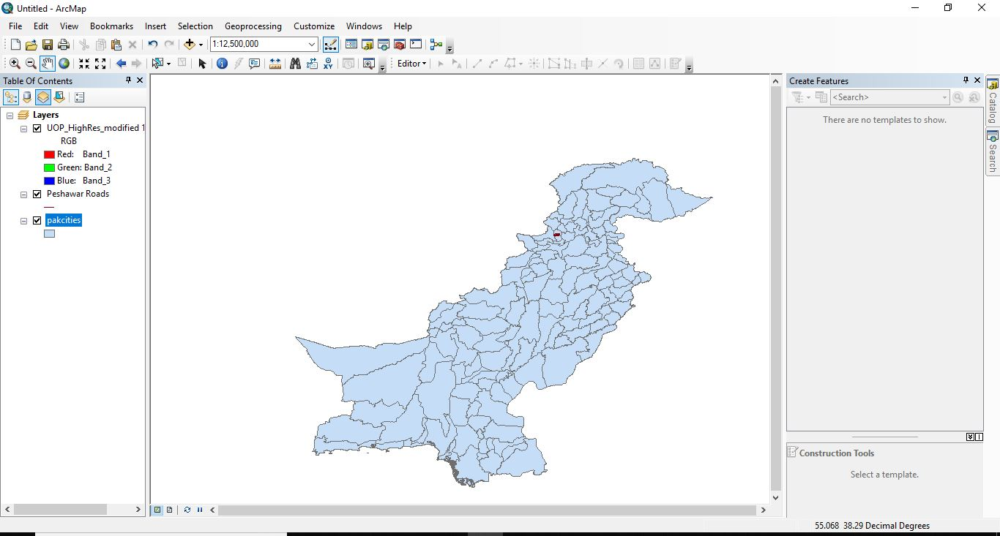 Untitled - ArcMap
File Edit View Bookmarks Insert Selection Geoprocessing Customize Windows Help
1:12,500,000
Editor
Table Of Contents
Layers
UOP_HighRes_modified 1
RGB
Red: Band_1
Green: Band_2
Blue: Band_3
Peshawar Roads
pakcities
Create Features
<Search>
There are no templates to show.
Construction Tools
Select a template.
Catalog
Search
55.068 38.29 Decimal Degrees